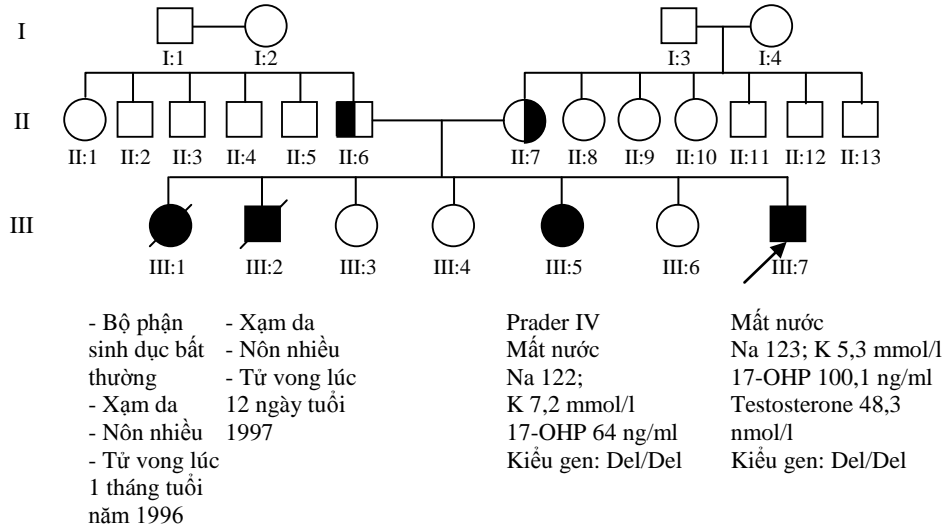 I
I:1 I:2 I:3 I:4
II
II:1 II:2 II:3 II:4 II:5 II:6 II:7 II:8 II:9 II:10 II:11 II:12 II:13
III
III:1 III:2 III:3 III:4 III:5 III:6 III:7
- Bộ phận
sinh dục bất
thường
- Xạm da
- Nôn nhiều
- Tử vong lúc
1 tháng tuổi
năm 1996
- Xạm da
- Nôn nhiều
- Tử vong lúc
12 ngày tuổi
1997
Prader IV
Mất nước
Na 122;
K 7,2 mmol/l
17-OHP 64 ng/ml
Kiểu gen: Del/Del
Mất nước
Na 123; K 5,3 mmol/l
17-OHP 100,1 ng/ml
Testosterone 48,3
nmol/l
Kiểu gen: Del/Del